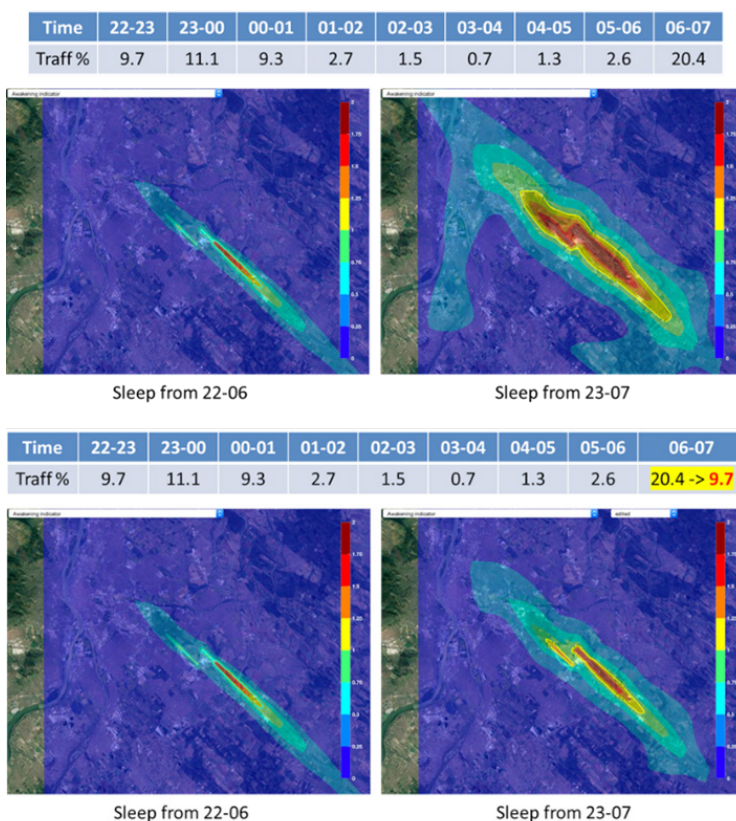 Time 22-23 23-00 00-01 01-02 02-03 03-04 04-05 05-06 06-07
Traff % 9.7 11.1 9.3 2.7 1.5 0.7 1.3 2.6 20.4
Awakening indicator
Awakening indicator
Sleep from 22-06
Sleep from 23-07
Time 22-23 23-00 00-01 01-02 02-03 03-04 04-05 05-06 06-07
Traff % 9.7 11.1 9.3 2.7 1.5 0.7 1.3 2.6 20.4 -> 9.7
Awakening indicator
Awakening indicator edited
Sleep from 22-06
Sleep from 23-07